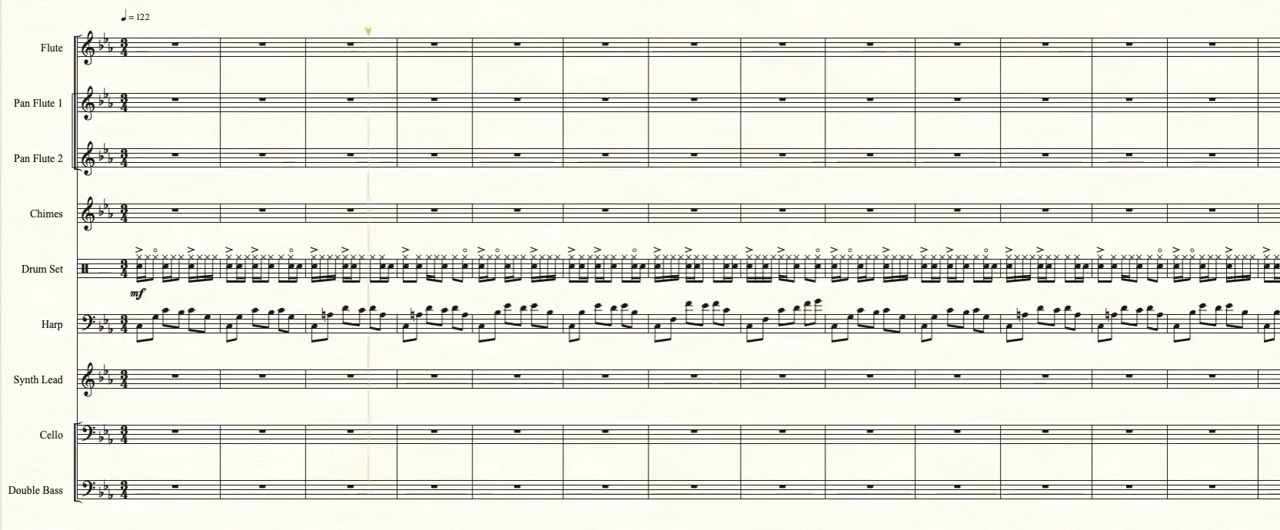 ♩ = 122
Flute
Pan Flute 1
Pan Flute 2
Chimes
Drum Set
mf
Harp
Synth Lead
Cello
Double Bass